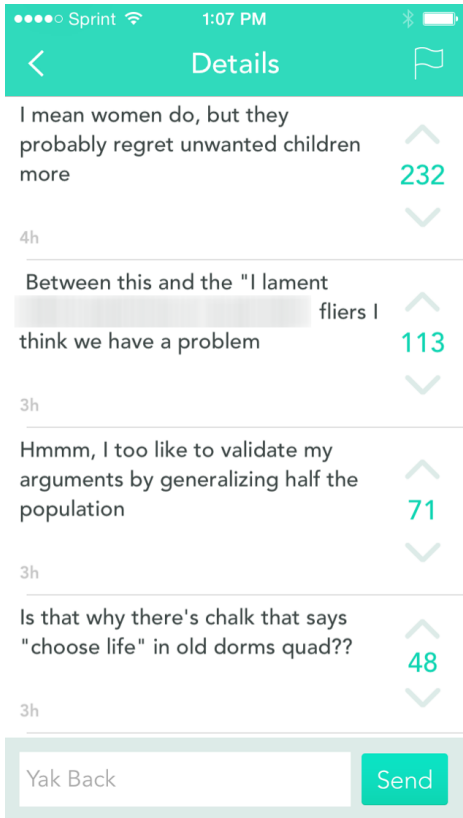 Sprint 1:07 PM
Details
I mean women do, but they
probably regret unwanted children
more
232
4h
Between this and the "I lament
fliers I
think we have a problem
113
3h
Hmmm, I too like to validate my
arguments by generalizing half the
population
71
3h
Is that why there's chalk that says
"choose life" in old dorms quad??
48
3h
Yak Back
Send